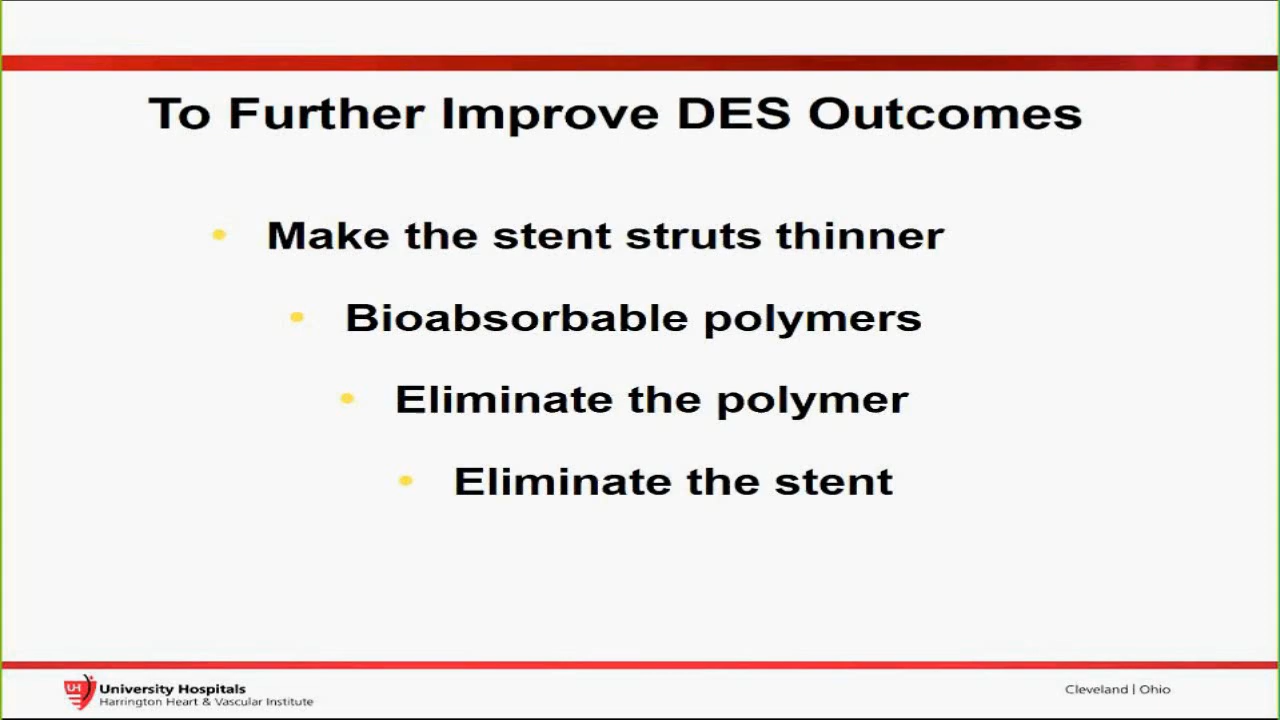 To Further Improve DES Outcomes
• Make the stent struts thinner
• Bioabsorbable polymers
• Eliminate the polymer
• Eliminate the stent
UH
University Hospitals
Harrington Heart & Vascular Institute
Cleveland | Ohio